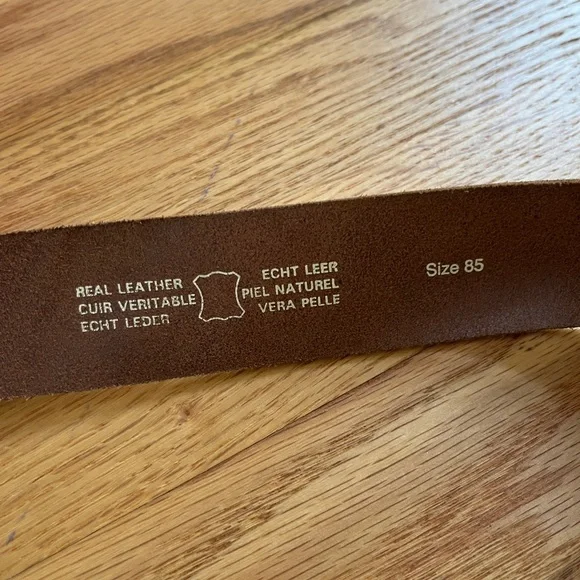 REAL LEATHER
CUIR VERITABLE
ECHT LEDER
ECHT LEER
PIEL NATUREL
VERA PELLE
Size 85